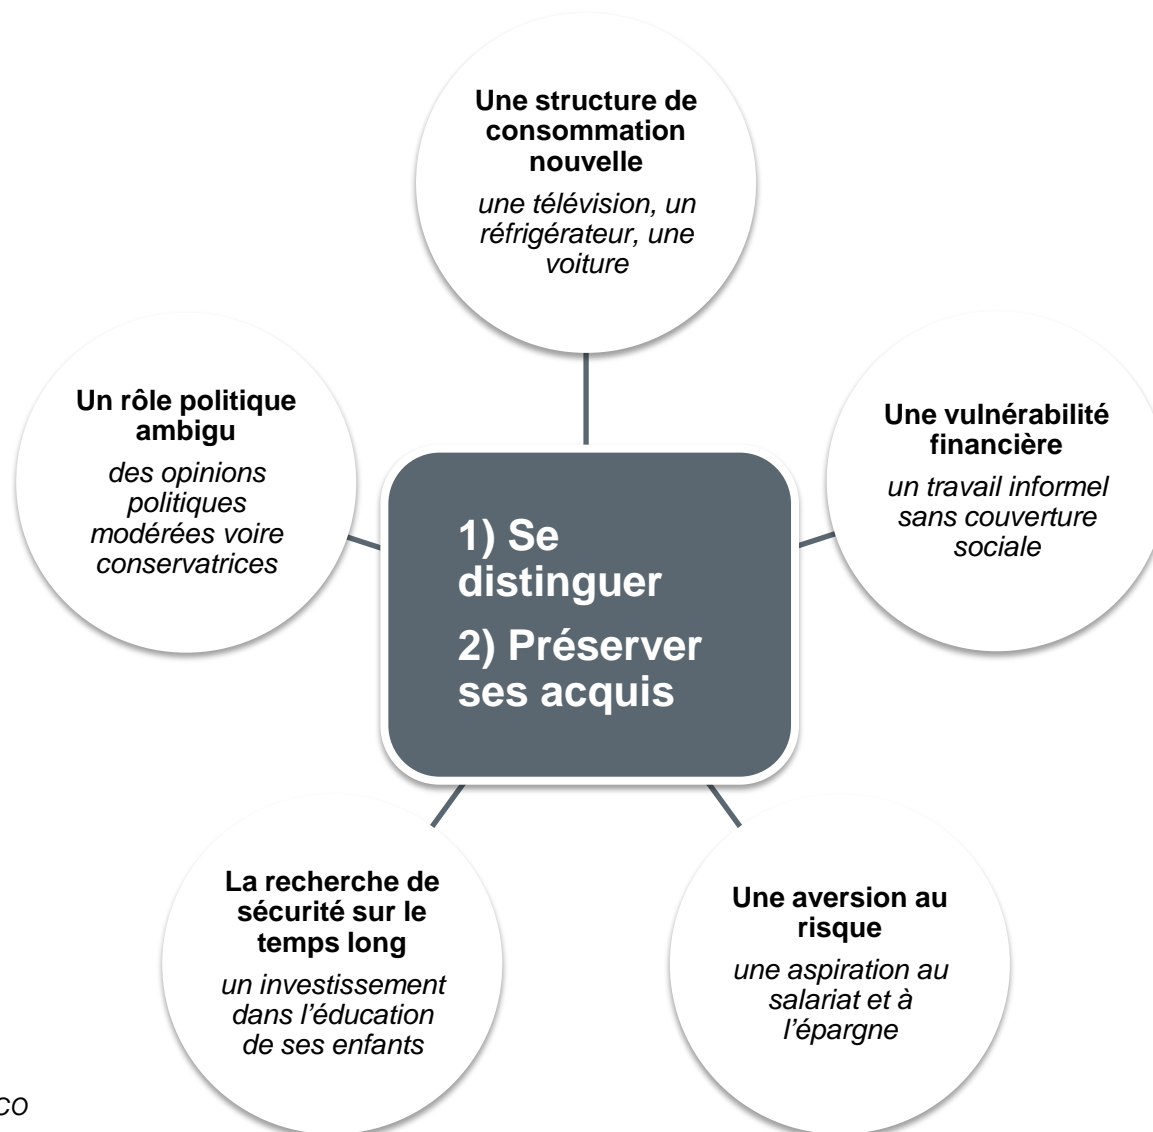 Une structure de
consommation
nouvelle
une télévision, un
réfrigérateur, une
voiture
Un rôle politique
ambigu
des opinions
politiques
modérées voire
conservatrices
Une vulnérabilité
financière
un travail informel
sans couverture
sociale
1) Se
distinguer
2) Préserver
ses acquis
La recherche de
sécurité sur le
temps long
un investissement
dans l’éducation
de ses enfants
Une aversion au
risque
une aspiration au
salariat et à
l’épargne